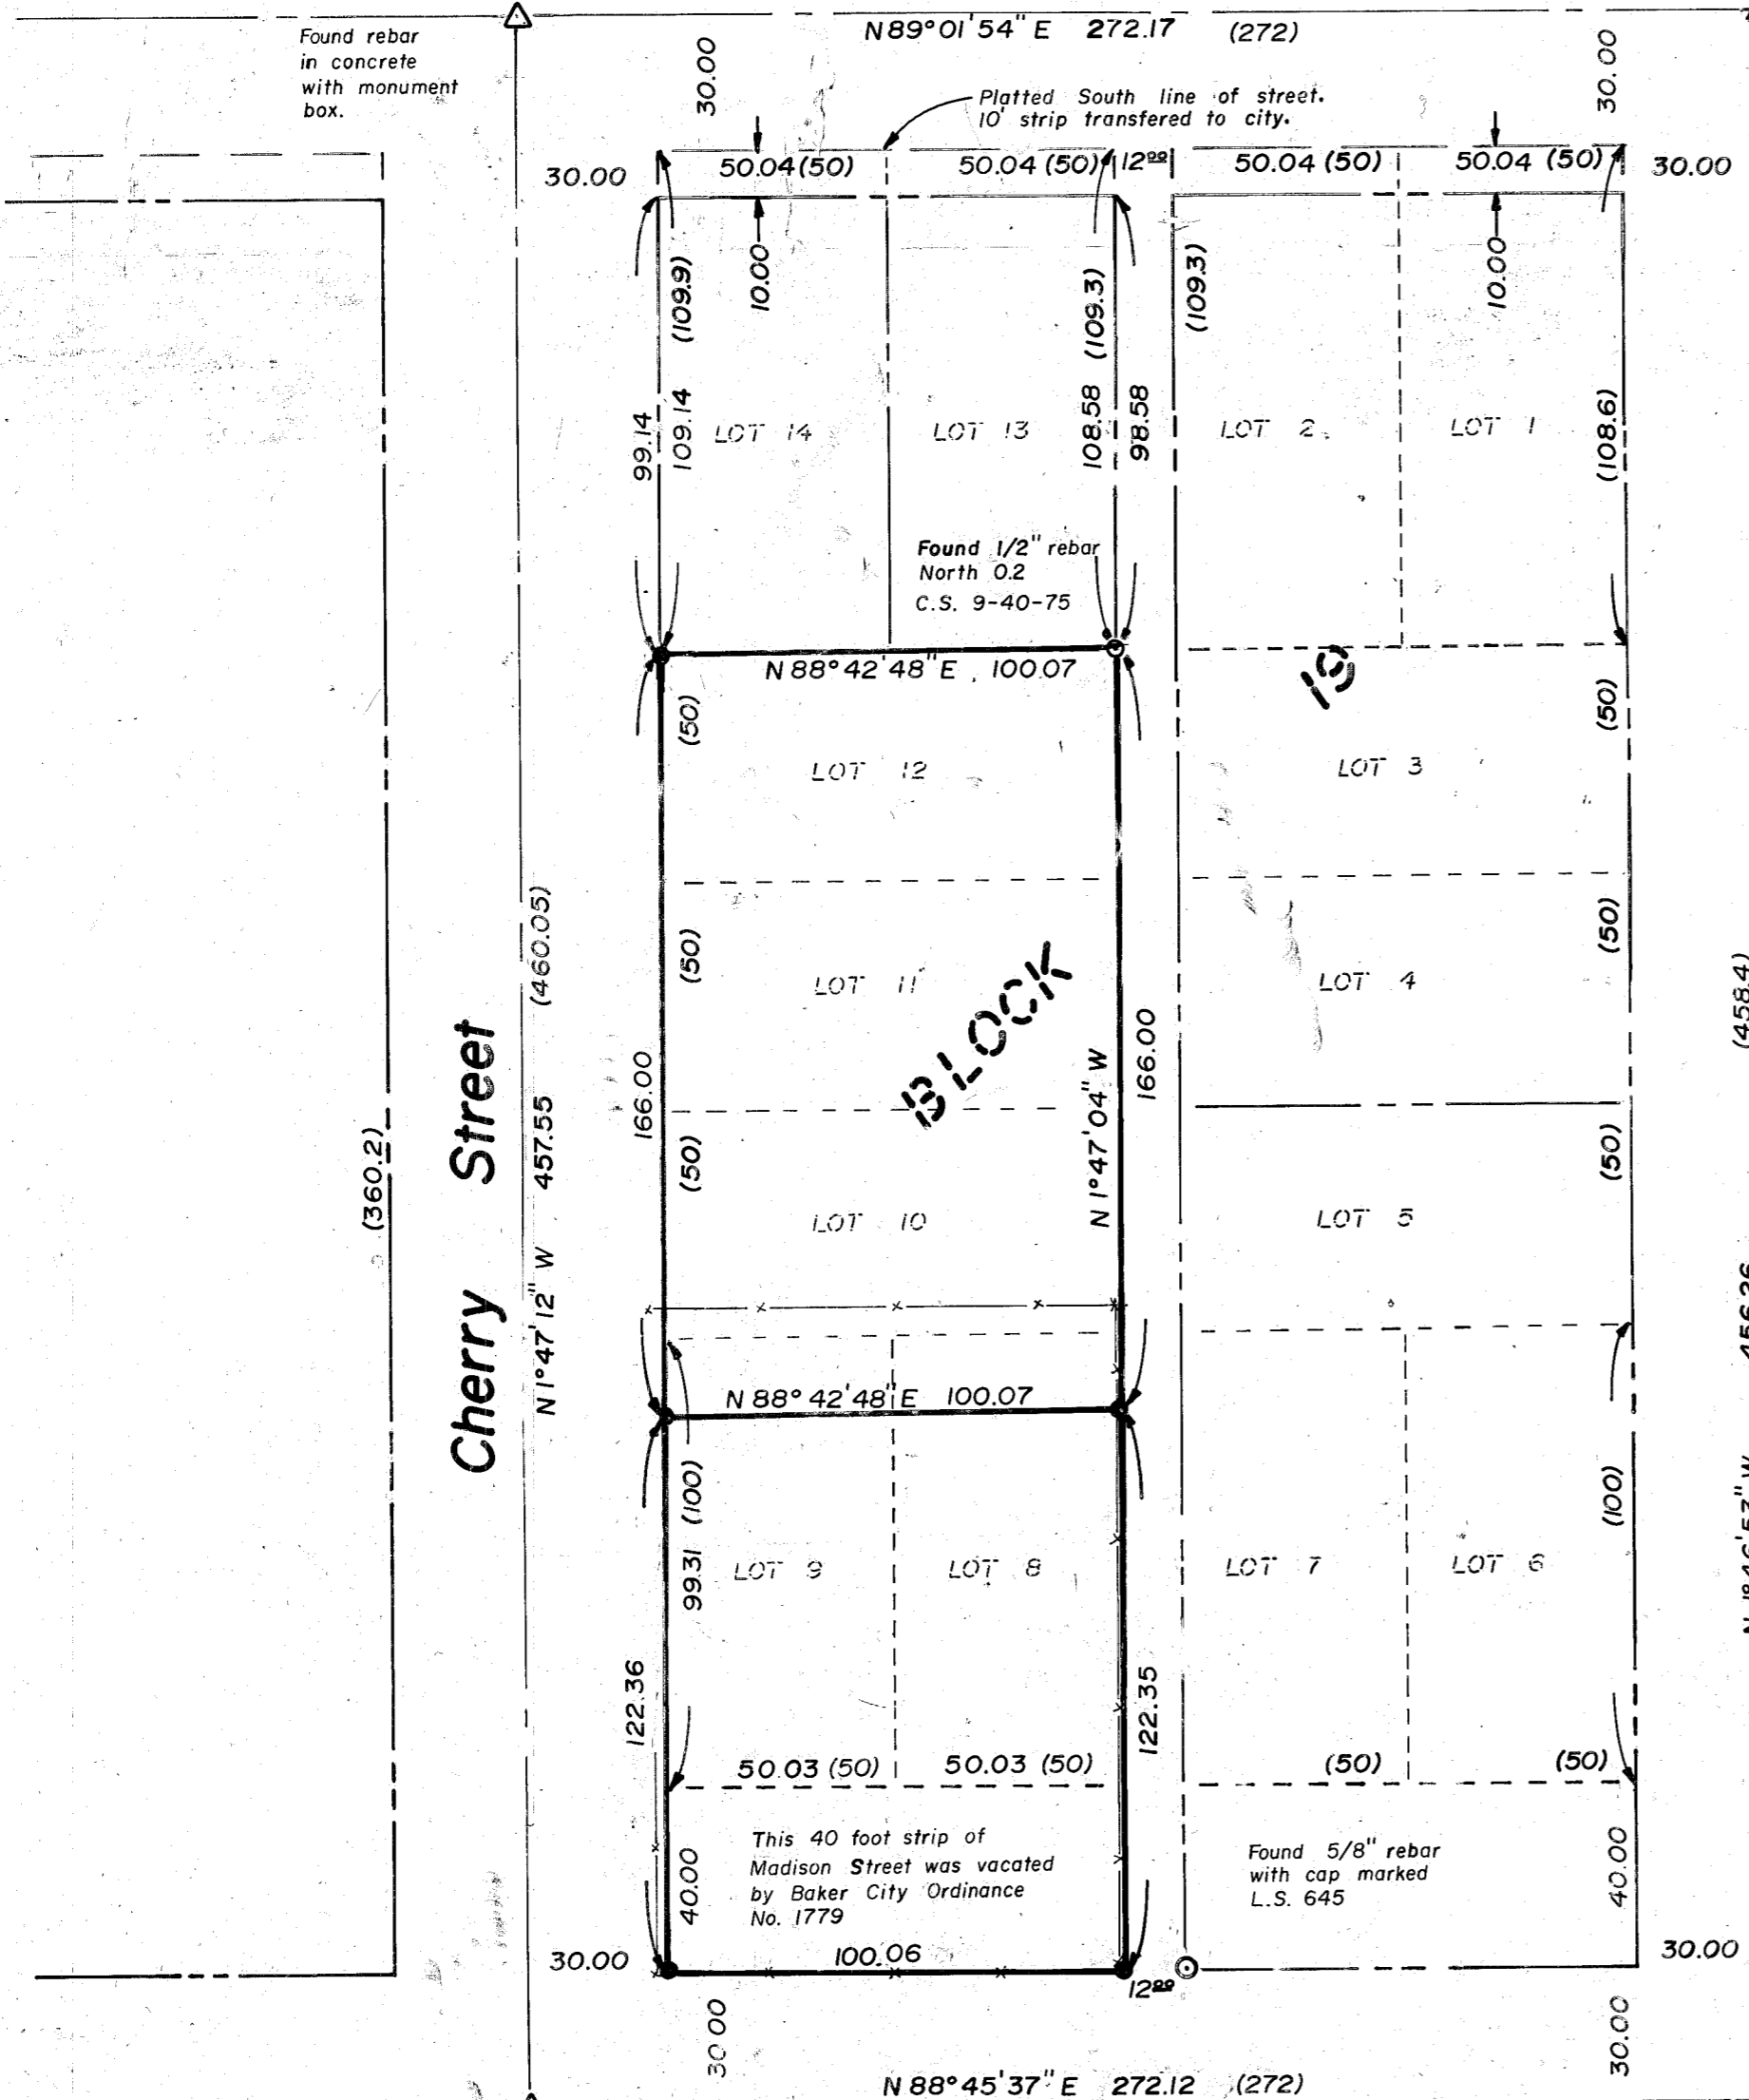 N 89° 01' 54" E 272.17 (272)
Found rebar
in concrete
with monument
box.
30.00
30.00
Platted South line of street.
10' strip transfered to city.
30.00
50.04 (50)
50.04 (50)
12.00
50.04 (50)
50.04 (50)
30.00
10.00
10.00
(109.9)
(109.3)
(109.3)
99.14
109.14
108.58
98.58
(108.6)
LOT 14
LOT 13
LOT 2
LOT 1
Found 1/2" rebar
North 0.2
C.S. 9-40-75
N 88° 42' 48" E 100.07
19
(50)
(50)
LOT 12
LOT 3
(460.05)
(50)
(50)
LOT 11
LOT 4
(458.4)
BLOCK
Cherry Street
166.00
N 1° 47' 04" W
166.00
(360.2)
457.55
(50)
(50)
LOT 10
LOT 5
N 1° 47' 12" W
N 88° 42' 48" E 100.07
99.31 (100)
(100)
LOT 9
LOT 8
LOT 7
LOT 6
122.36
122.35
50.03 (50)
50.03 (50)
(50)
(50)
This 40 foot strip of
Madison Street was vacated
by Baker City Ordinance
No. 1779
Found 5/8" rebar
with cap marked
L.S. 645
40.00
40.00
30.00
100.06
12.00
30.00
30.00
30.00
N 88° 45' 37" E 272.12 (272)